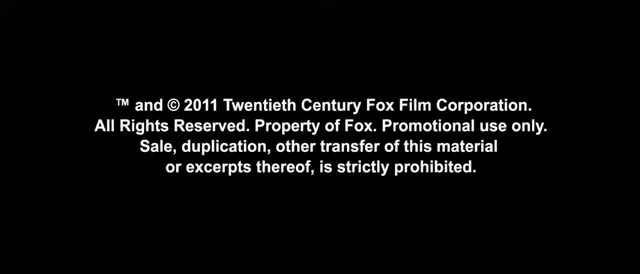 ™ and © 2011 Twentieth Century Fox Film Corporation.
All Rights Reserved. Property of Fox. Promotional use only.
Sale, duplication, other transfer of this material
or excerpts thereof, is strictly prohibited.